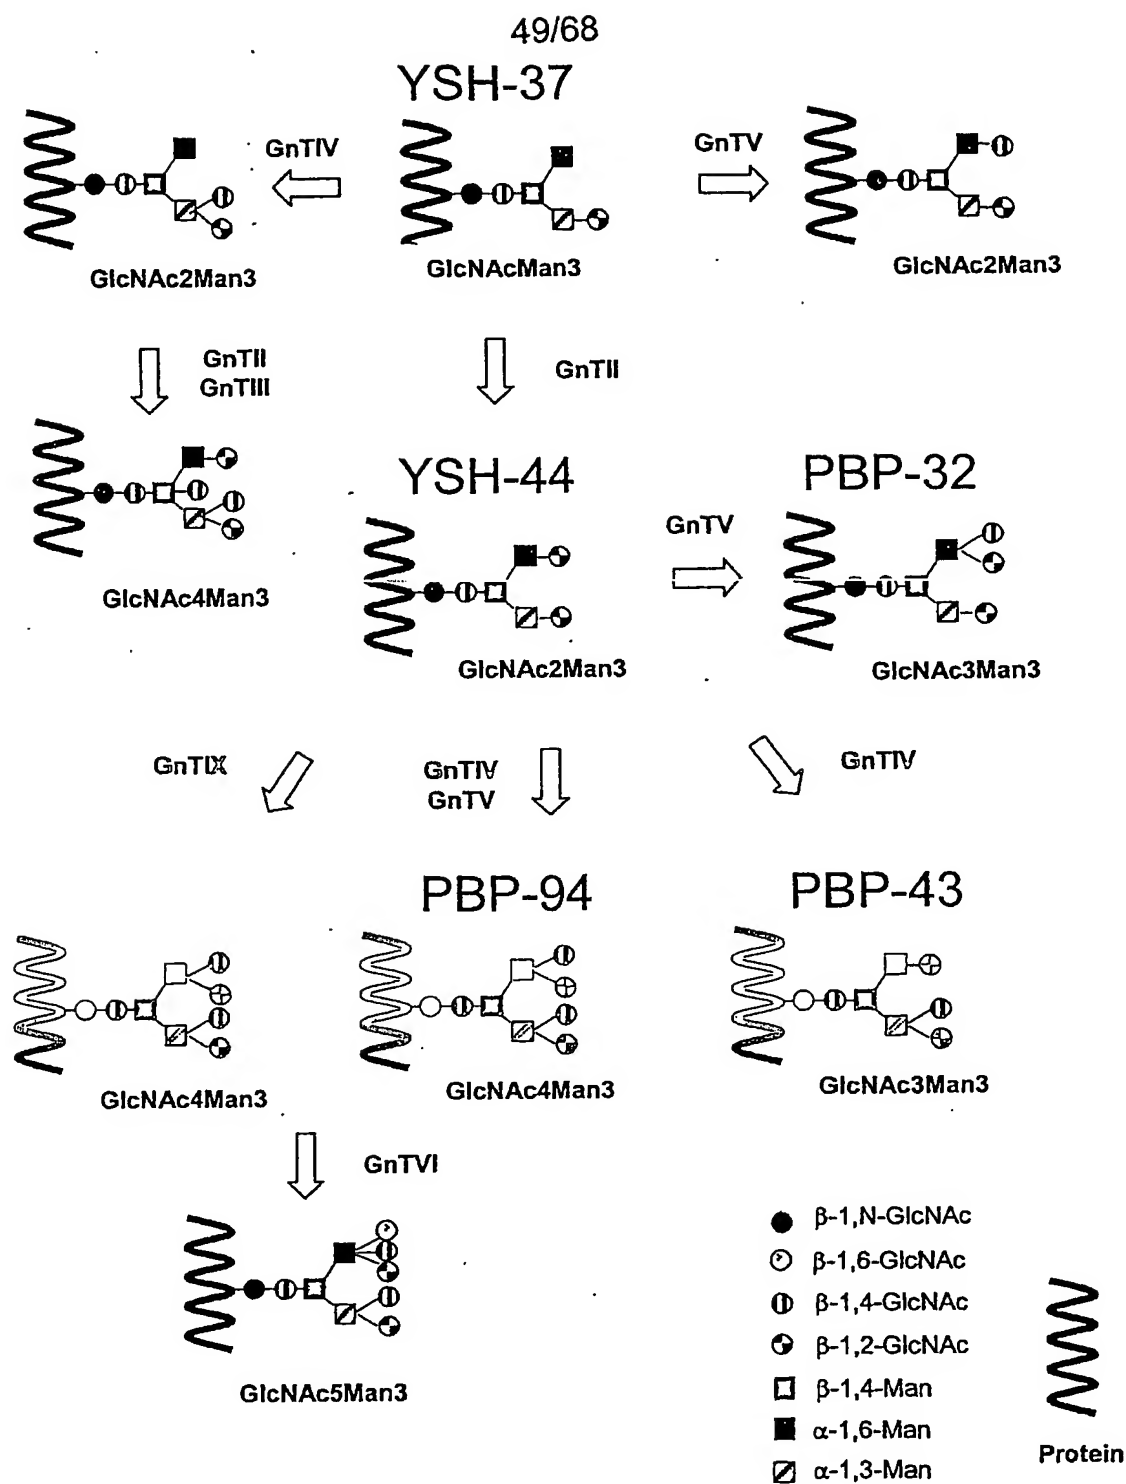 49/68
YSH-37
GnTIV
GnTV
GlcNAc2Man3
GlcNAcMan3
GlcNAc2Man3
GnTII
GnTIII
GnTII
YSH-44
PBP-32
GnTV
GlcNAc4Man3
GlcNAc2Man3
GlcNAc3Man3
GnTIX
GnTIV
GnTV
GnTIV
PBP-94
PBP-43
GlcNAc4Man3
GlcNAc4Man3
GlcNAc3Man3
GnTVI
GlcNAc5Man3
β-1,N-GlcNAc
β-1,6-GlcNAc
β-1,4-GlcNAc
β-1,2-GlcNAc
β-1,4-Man
α-1,6-Man
α-1,3-Man
Protein